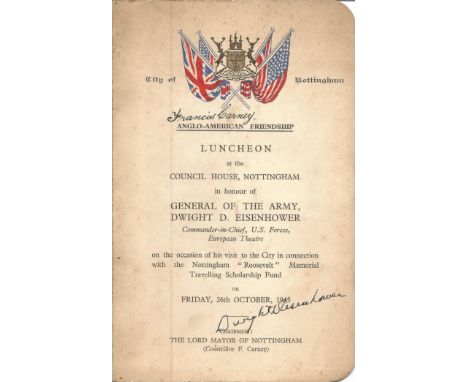 City of Nottingham
Francis Carney.
ANGLO-AMERICAN FRIENDSHIP
LUNCHEON
at the
COUNCIL HOUSE, NOTTINGHAM
in honour of
GENERAL OF THE ARMY,
DWIGHT D. EISENHOWER
Commander-in-Chief, U.S. Forces,
European Theatre
on the occasion of his visit to the City in connection
with the Nottingham "Roosevelt" Memorial
Travelling Scholarship Fund
on
FRIDAY, 26th OCTOBER, 1945
Dwight D Eisenhower
CHAIRMAN:
THE LORD MAYOR OF NOTTINGHAM
(Councillor F. Carney)